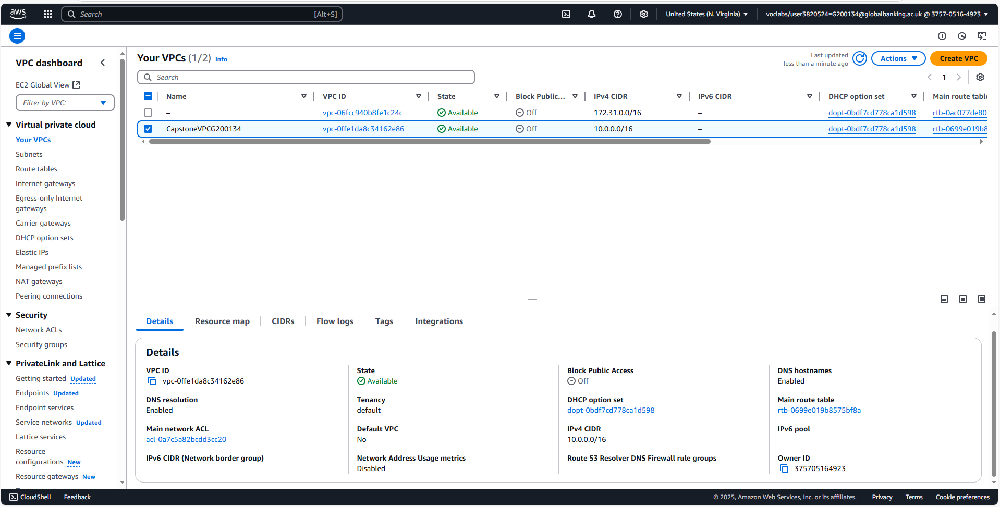 aws
Search [Alt+S]
United States (N. Virginia)
voclabs/user3820524=G200134@globalbanking.ac.uk @ 3757-0516-4923
VPC dashboard
EC2 Global View
Filter by VPC:
Virtual private cloud
Your VPCs
Subnets
Route tables
Internet gateways
Egress-only Internet
gateways
Carrier gateways
DHCP option sets
Elastic IPs
Managed prefix lists
NAT gateways
Peering connections
Security
Network ACLs
Security groups
PrivateLink and Lattice
Getting started Updated
Endpoints Updated
Endpoint services
Service networks Updated
Lattice services
Resource
configurations New
Resource gateways New
Your VPCs (1/2) Info
Last updated
less than a minute ago
Actions
Create VPC
Search
1
Name VPC ID State Block Public... IPv4 CIDR IPv6 CIDR DHCP option set Main route table
– vpc-06fcc940b8fe1c24c Available Off 172.31.0.0/16 – dopt-0bdf7cd778ca1d598 rtb-0ac077de80
CapstoneVPCG200134 vpc-0ffe1da8c34162e86 Available Off 10.0.0.0/16 – dopt-0bdf7cd778ca1d598 rtb-0699e019b8
Details Resource map CIDRs Flow logs Tags Integrations
Details
VPC ID
vpc-0ffe1da8c34162e86
State
Available
Block Public Access
Off
DNS hostnames
Enabled
DNS resolution
Enabled
Tenancy
default
DHCP option set
dopt-0bdf7cd778ca1d598
Main route table
rtb-0699e019b8575bf8a
Main network ACL
acl-0a7c5a82bcdd3cc20
Default VPC
No
IPv4 CIDR
10.0.0.0/16
IPv6 pool
–
IPv6 CIDR (Network border group)
–
Network Address Usage metrics
Disabled
Route 53 Resolver DNS Firewall rule groups
–
Owner ID
375705164923
CloudShell Feedback
© 2025, Amazon Web Services, Inc. or its affiliates. Privacy Terms Cookie preferences